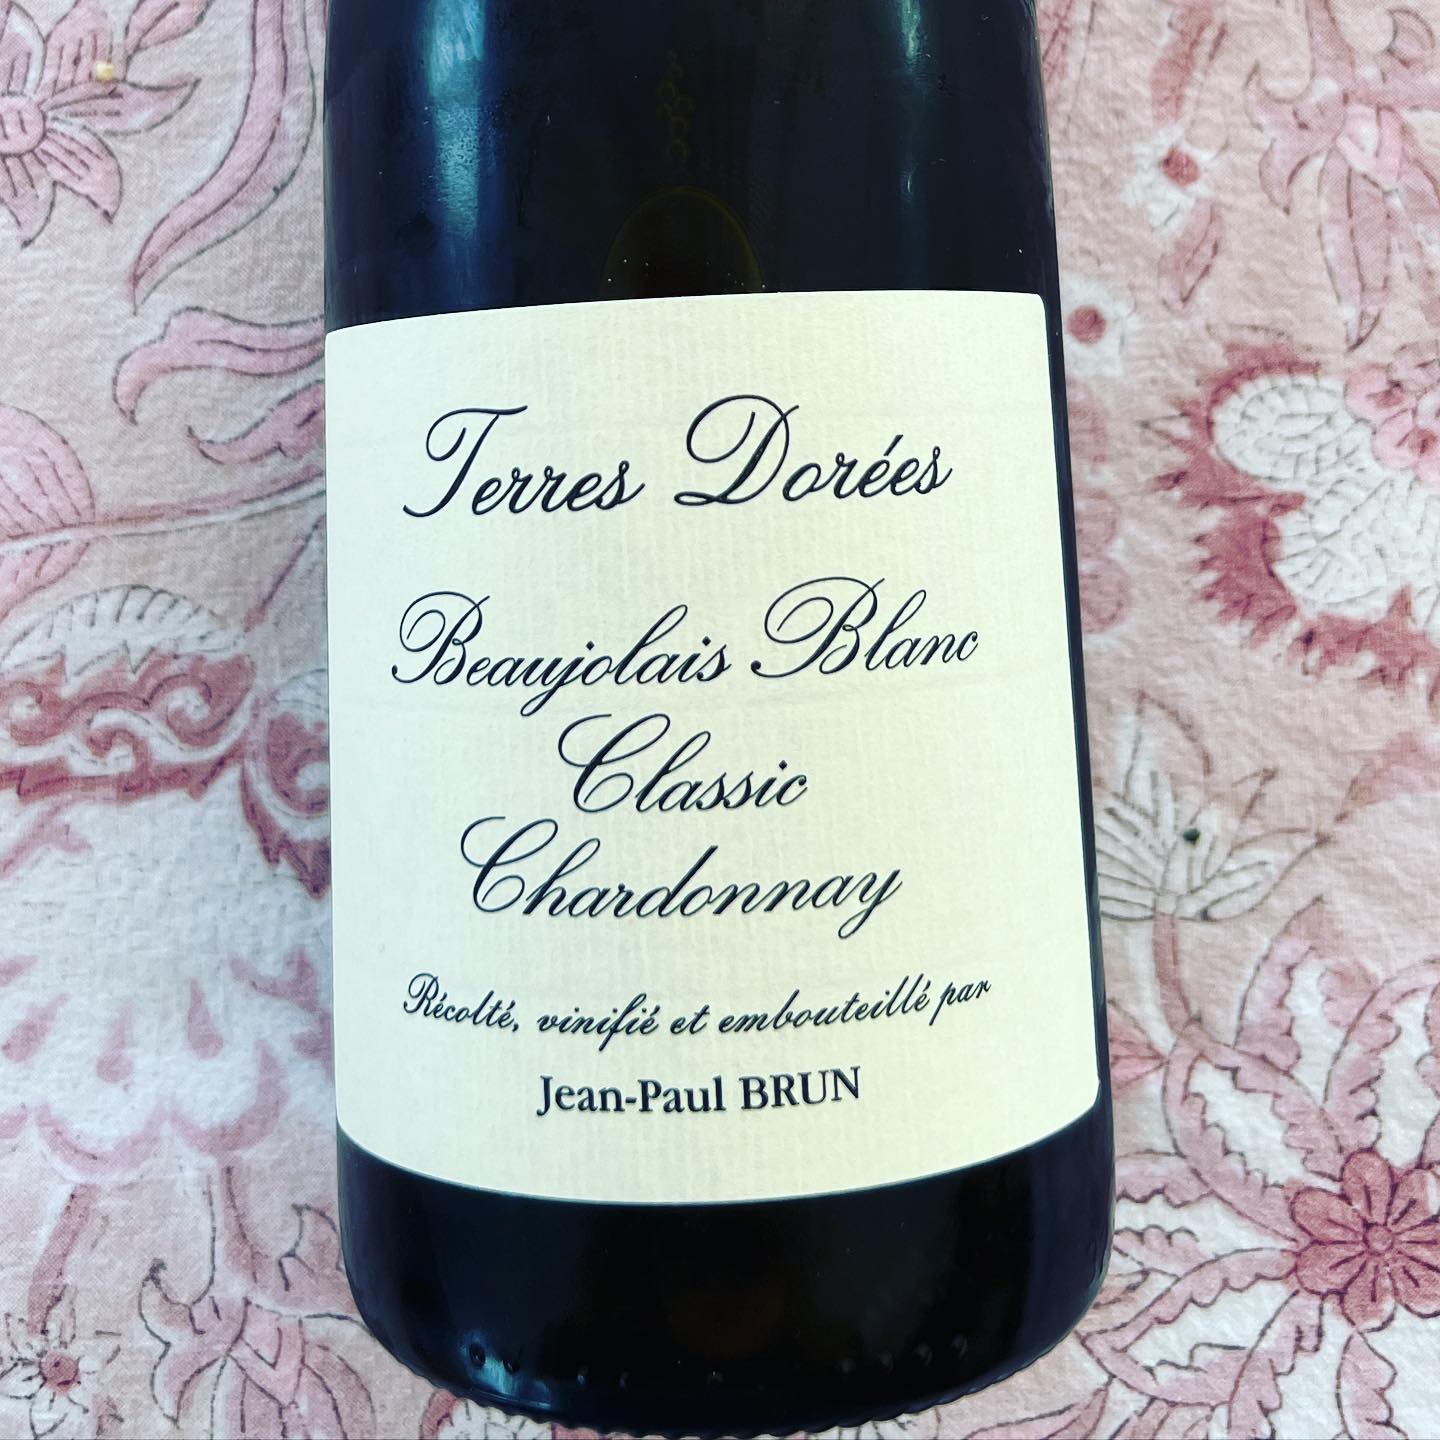 Terres Dorées
Beaujolais Blanc
Classic
Chardonnay
Récolté, vinifié et embouteillé par
Jean-Paul BRUN